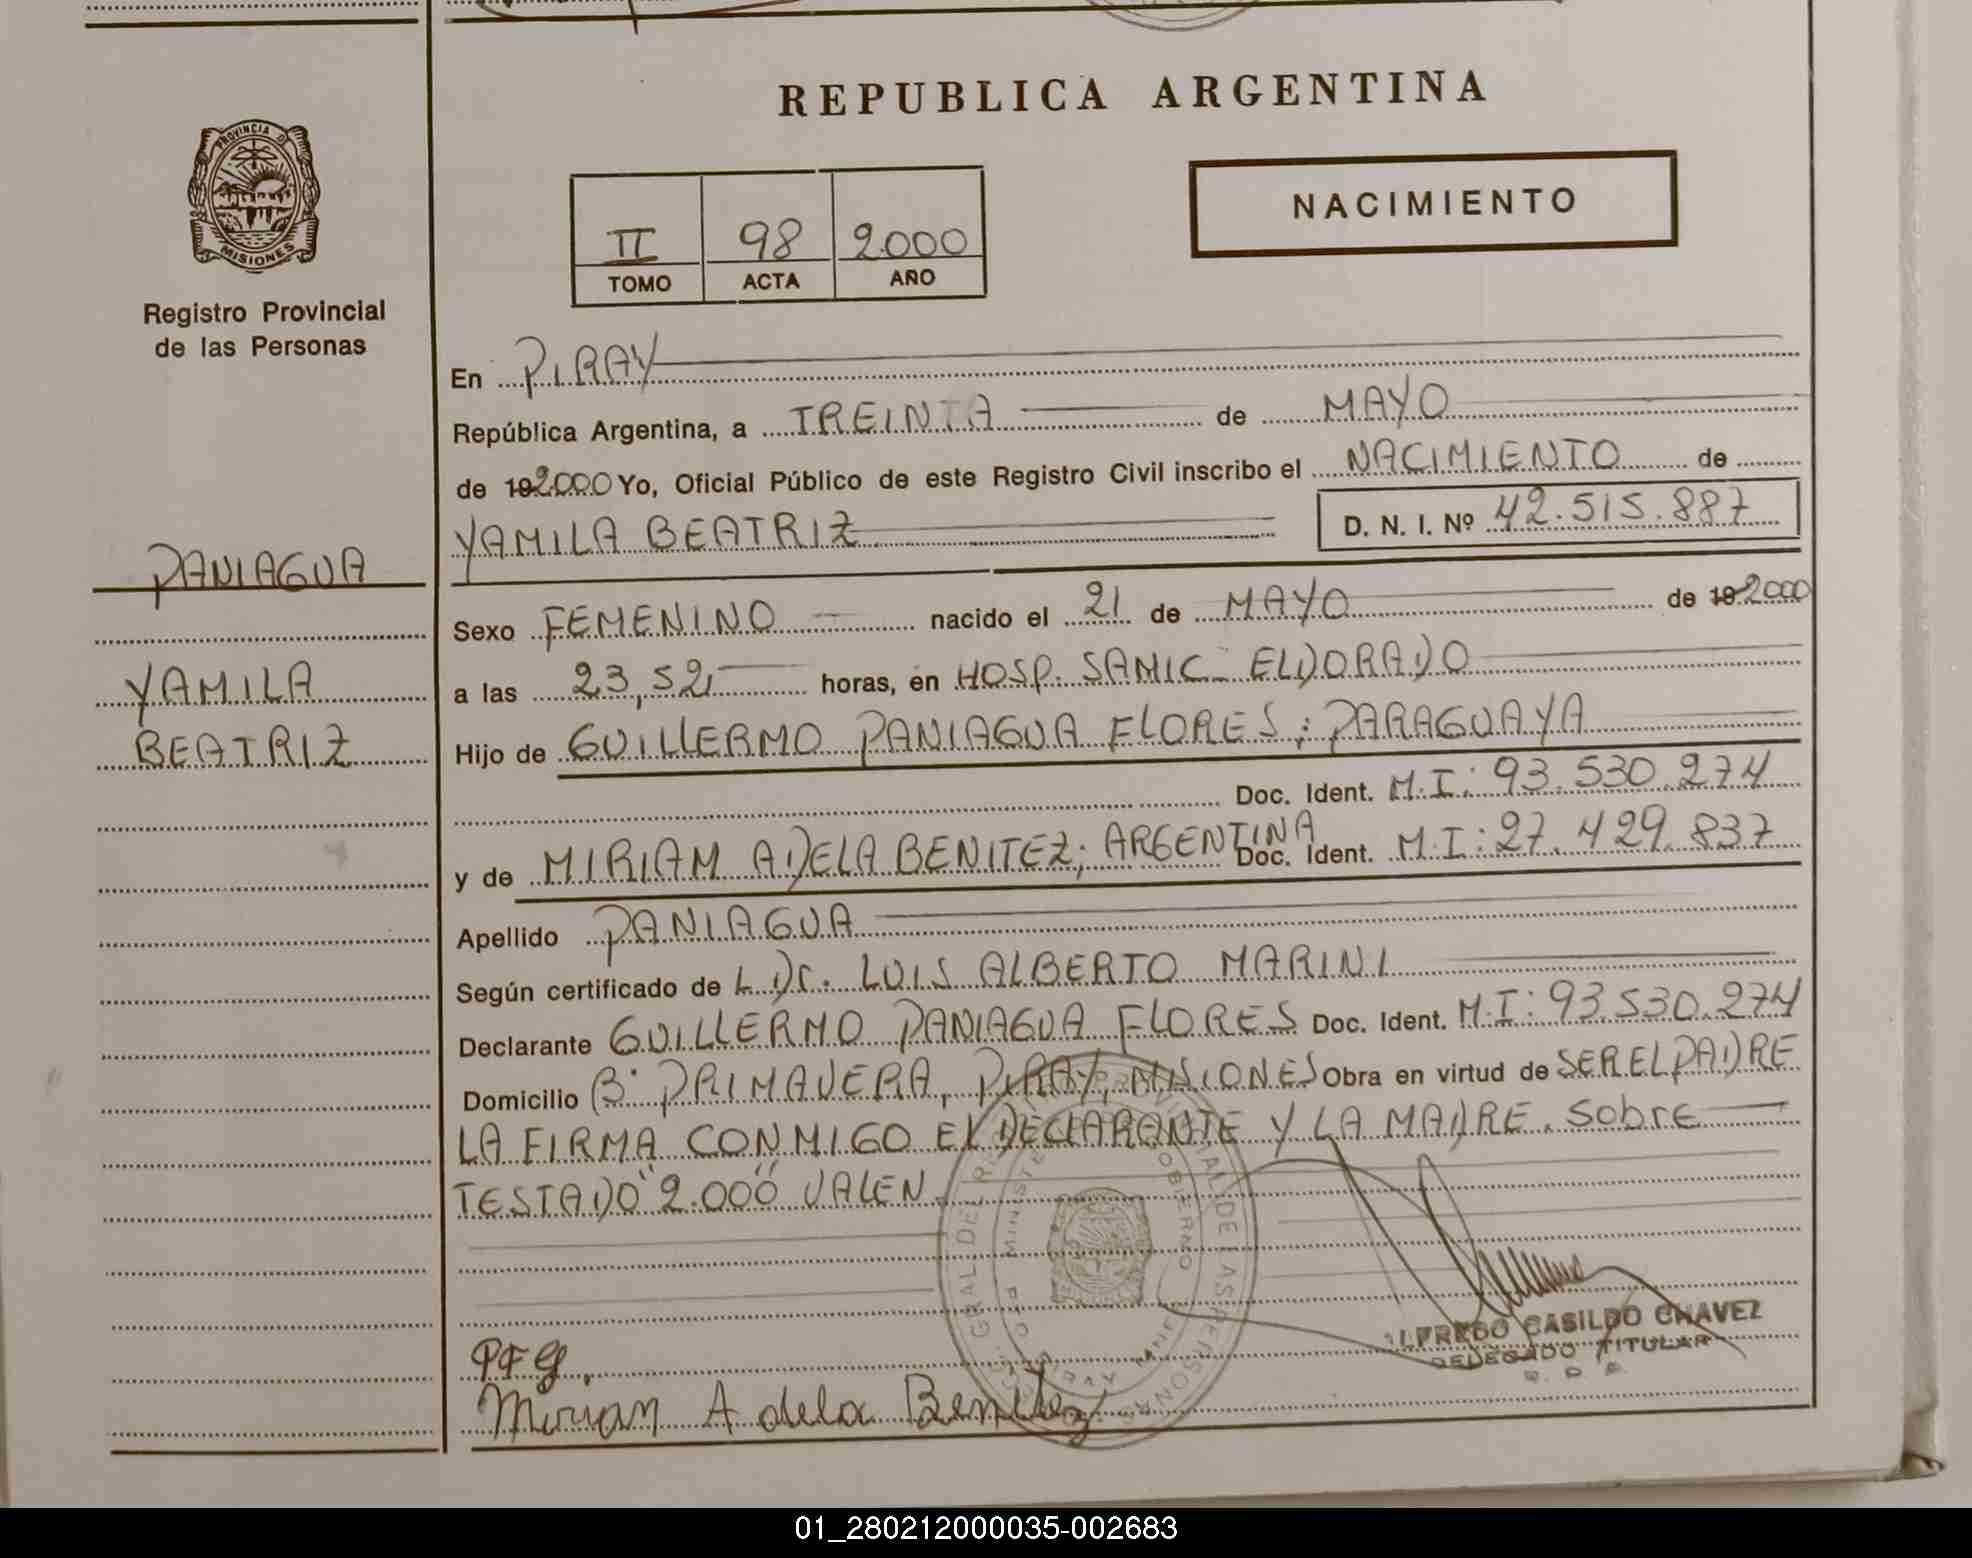 REPUBLICA ARGENTINA
PROVINCIA DE
MISIONES
Registro Provincial
de las Personas
II 98 2000
TOMO ACTA AÑO
NACIMIENTO
En PIRAY
República Argentina, a TREINTA de MAYO
de 192000 Yo, Oficial Público de este Registro Civil inscribo el NACIMIENTO de
YAMILA BEATRIZ D. N. I. Nº 42.515.887
PANIAGUA
YAMILA
BEATRIZ
Sexo FEMENINO nacido el 21 de MAYO de 192000
a las 23,52 horas, en HOSP. SAMIC ELDORADO
Hijo de GUILLERMO PANIAGUA FLORES; PARAGUAYA
Doc. Ident. M.I: 93.530.274
y de MIRIAM ADELA BENITEZ; ARGENTINA Doc. Ident. M.I: 27.429.837
Apellido PANIAGUA
Según certificado de L Dr. LUIS ALBERTO MARINI
Declarante GUILLERMO PANIAGUA FLORES Doc. Ident. M.I: 93.530.274
Domicilio Bº PRIMAVERA, PIRAY, MISIONES Obra en virtud de SER EL PADRE
LA FIRMA CONMIGO EL DECLARANTE Y LA MADRE. Sobre
TESTADO "2.000" VALEN.
ALFREDO CASILDO CHAVEZ
DELEGADO TITULAR
PFG.
Miriam Adela Benitez
01_280212000035-002683